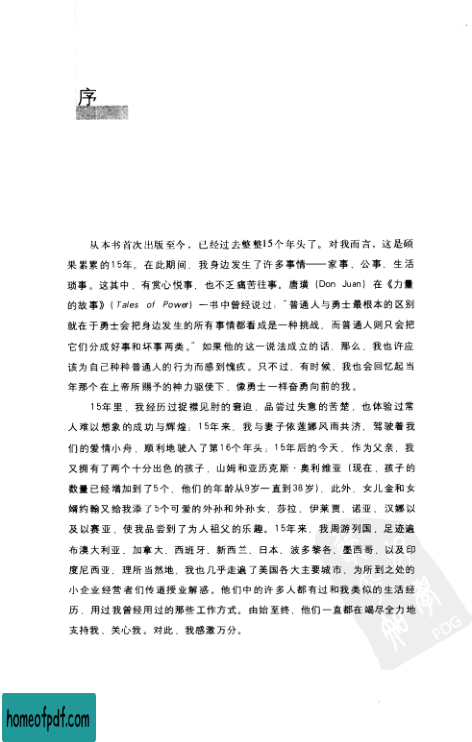 序
从本书首次出版至今，已经过去整整15个年头了。对我而言，这是硕
果累累的15年。在此期间，我身边发生了许多事情——家事、公事、生活
琐事。这其中，有赏心悦事，也不乏痛苦往事。唐璜（Don Juan）在《力量
的故事》（Tales of Power）一书中曾经说过：“普通人与勇士最根本的区别
就在于勇士会把身边发生的所有事情都看成是一种挑战，而普通人则只会把
它们分成好事和坏事两类。”如果他的这一说法成立的话，那么，我也许应
该为自己种种普通人的行为而感到愧疚。只不过，有时候，我也会回忆起当
年那个在上帝所赐予的神力驱使下，像勇士一样奋勇向前的我。
15年里，我经历过捉襟见肘的窘迫，品尝过失意的苦楚，也体验过常
人难以想象的成功与辉煌；15年来，我与妻子依莲娜风雨共济，驾驶着我
们的爱情小舟，顺利地驶入了第16个年头；15年后的今天，作为父亲，我
又拥有了两个十分出色的孩子，山姆和亚历克斯·奥利维亚（现在，孩子的
数量已经增加到了5个，他们的年龄从9岁一直到38岁），此外，女儿金和女
婿约翰又给我添了5个可爱的外孙和外孙女，莎拉、伊莱贾、诺亚、汉娜以
及以赛亚，使我品尝到了为人祖父的乐趣。15年来，我周游列国，足迹遍
布澳大利亚、加拿大、西班牙、新西兰、日本、波多黎各、墨西哥，以及印
度尼西亚，理所当然地，我也几乎走遍了美国各大主要城市，为所到之处的
小企业经营者们传道授业解惑。他们中的许多人都有过和我类似的生活经
历，用过我曾经用过的那些工作方式。由始至终，他们一直都在竭尽全力地
支持我、关心我。对此，我感激万分。
PDG
homeofpdf.com